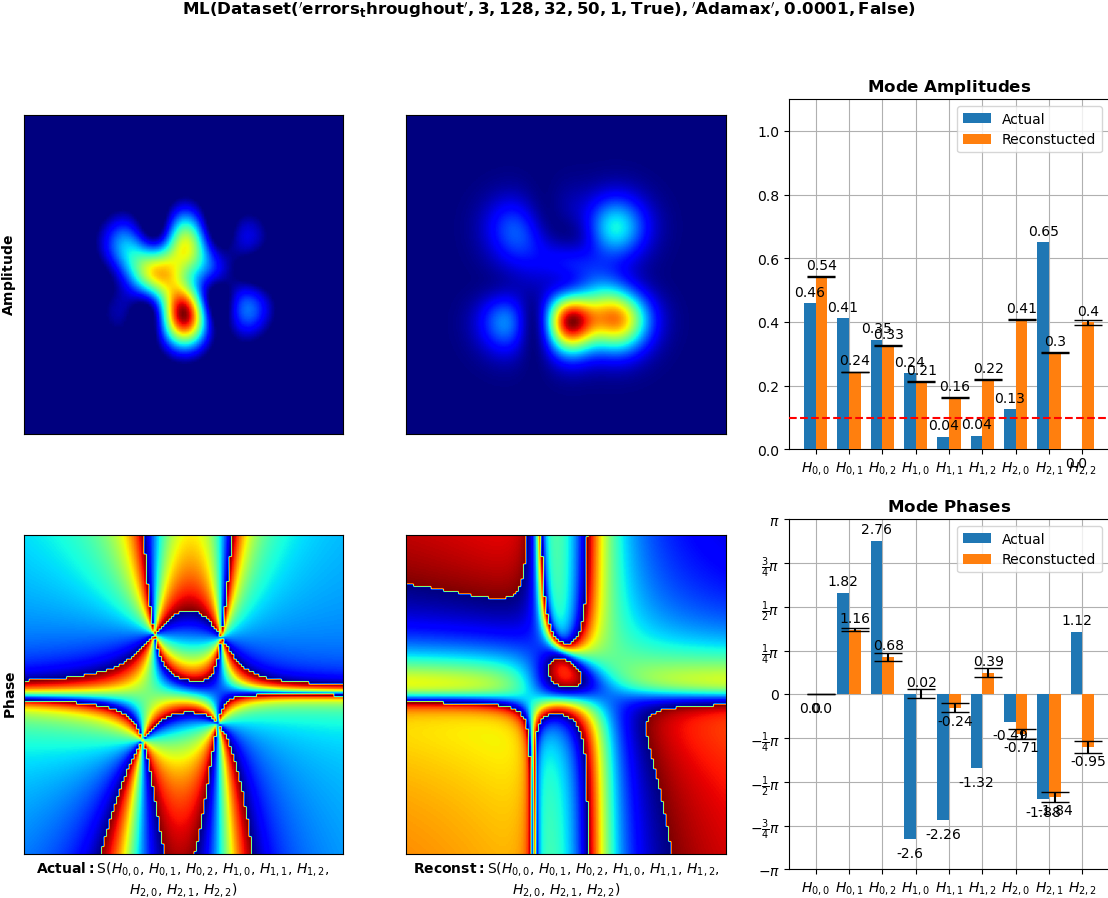 ML(Dataset('errors_throughout', 3, 128, 32, 50, 1, True), 'Adamax', 0.0001, False)
Amplitude
Mode Amplitudes
Actual
Reconstucted
1.0
0.8
0.6
0.4
0.2
0.0
0.46 0.54 0.41 0.24 0.35 0.33 0.24 0.21 0.04 0.16 0.04 0.22 0.13 0.41 0.65 0.3 0.0 0.4
H0,0 H0,1 H0,2 H1,0 H1,1 H1,2 H2,0 H2,1 H2,2
Phase
Mode Phases
Actual
Reconstucted
π
3/4π
1/2π
1/4π
0
−1/4π
−1/2π
−3/4π
−π
0.0 0.0 1.82 1.16 2.76 0.68 -2.6 0.02 -2.26 -0.24 -1.32 0.39 -0.49 -0.71 -1.88 -1.84 1.12 -0.95
H0,0 H0,1 H0,2 H1,0 H1,1 H1,2 H2,0 H2,1 H2,2
Actual: S(H0,0, H0,1, H0,2, H1,0, H1,1, H1,2,
H2,0, H2,1, H2,2)
Reconst: S(H0,0, H0,1, H0,2, H1,0, H1,1, H1,2,
H2,0, H2,1, H2,2)